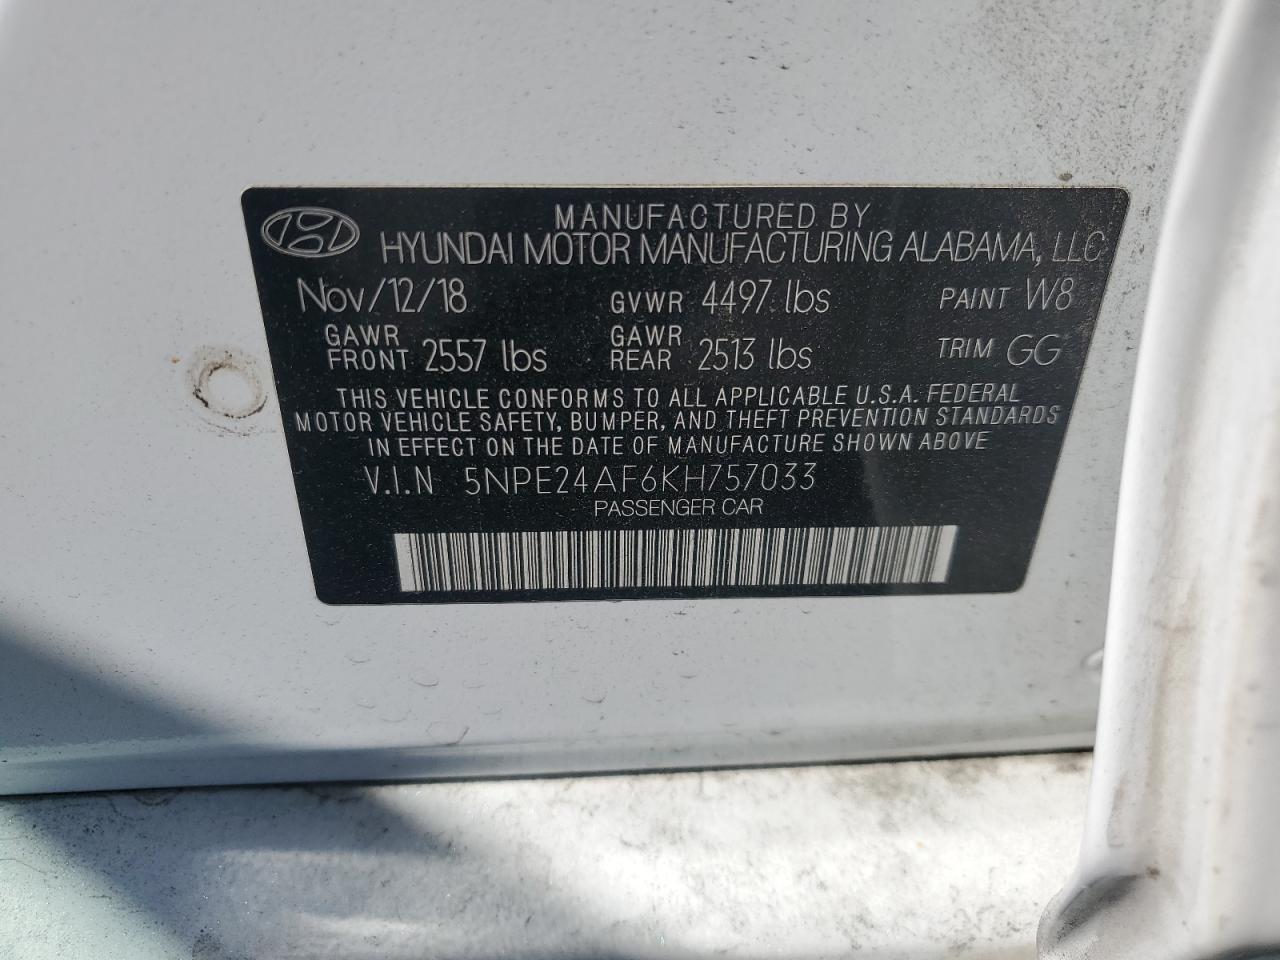 MANUFACTURED BY
HYUNDAI MOTOR MANUFACTURING ALABAMA, LLC
Nov/12/18 GVWR 4497 lbs PAINT W8
GAWR FRONT 2557 lbs GAWR REAR 2513 lbs TRIM GG
THIS VEHICLE CONFORMS TO ALL APPLICABLE U.S.A. FEDERAL
MOTOR VEHICLE SAFETY, BUMPER, AND THEFT PREVENTION STANDARDS
IN EFFECT ON THE DATE OF MANUFACTURE SHOWN ABOVE
V.I.N 5NPE24AF6KH757033
PASSENGER CAR